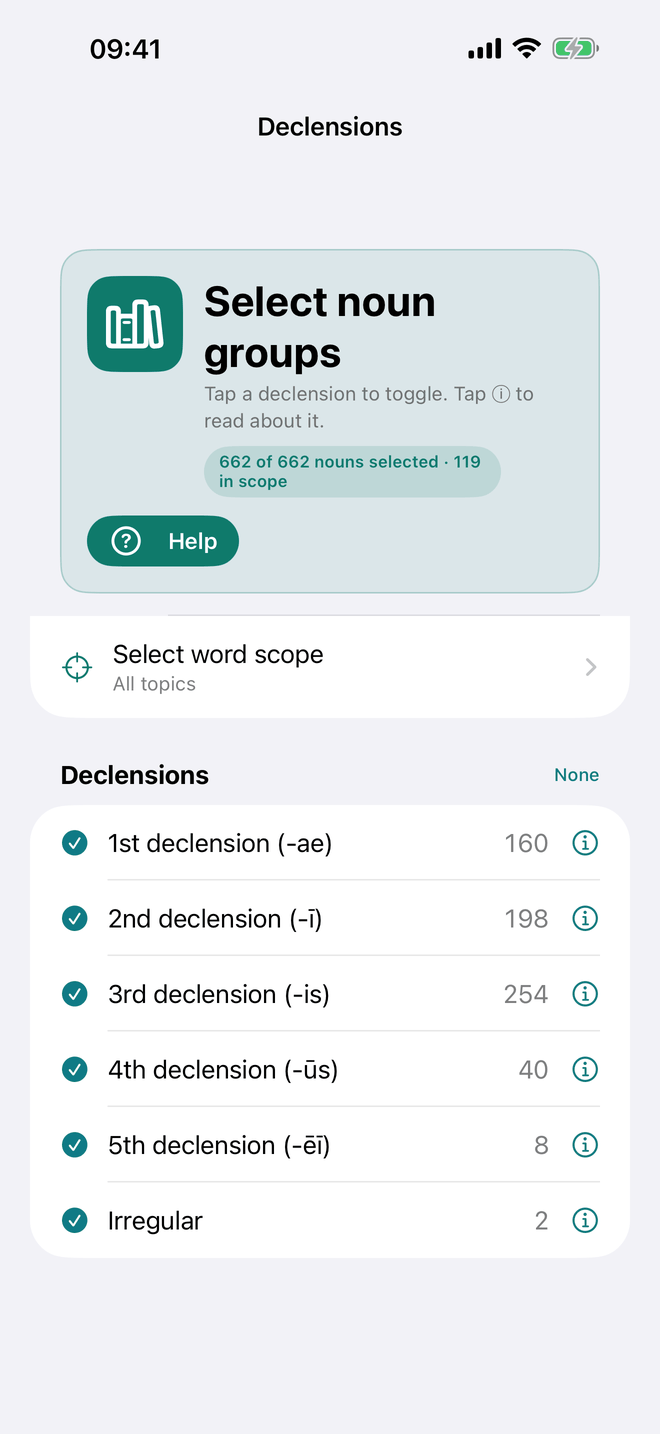 09:41
Declensions
Select noun
groups
Tap a declension to toggle. Tap ⓘ to
read about it.
662 of 662 nouns selected · 119
in scope
Help
Select word scope
All topics
Declensions
None
1st declension (-ae) 160
2nd declension (-ī) 198
3rd declension (-is) 254
4th declension (-ūs) 40
5th declension (-ēī) 8
Irregular 2